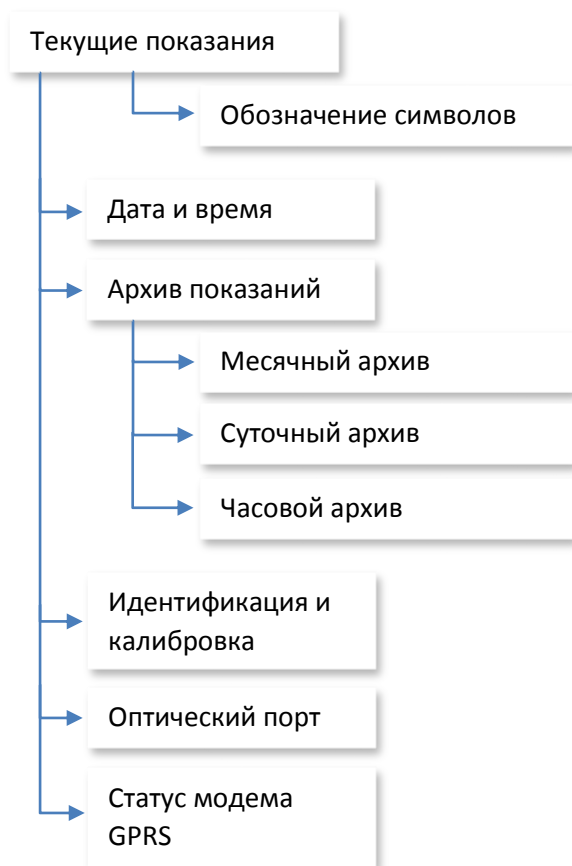 Текущие показания
Обозначение символов
Дата и время
Архив показаний
Месячный архив
Суточный архив
Часовой архив
Идентификация и
калибровка
Оптический порт
Статус модема
GPRS